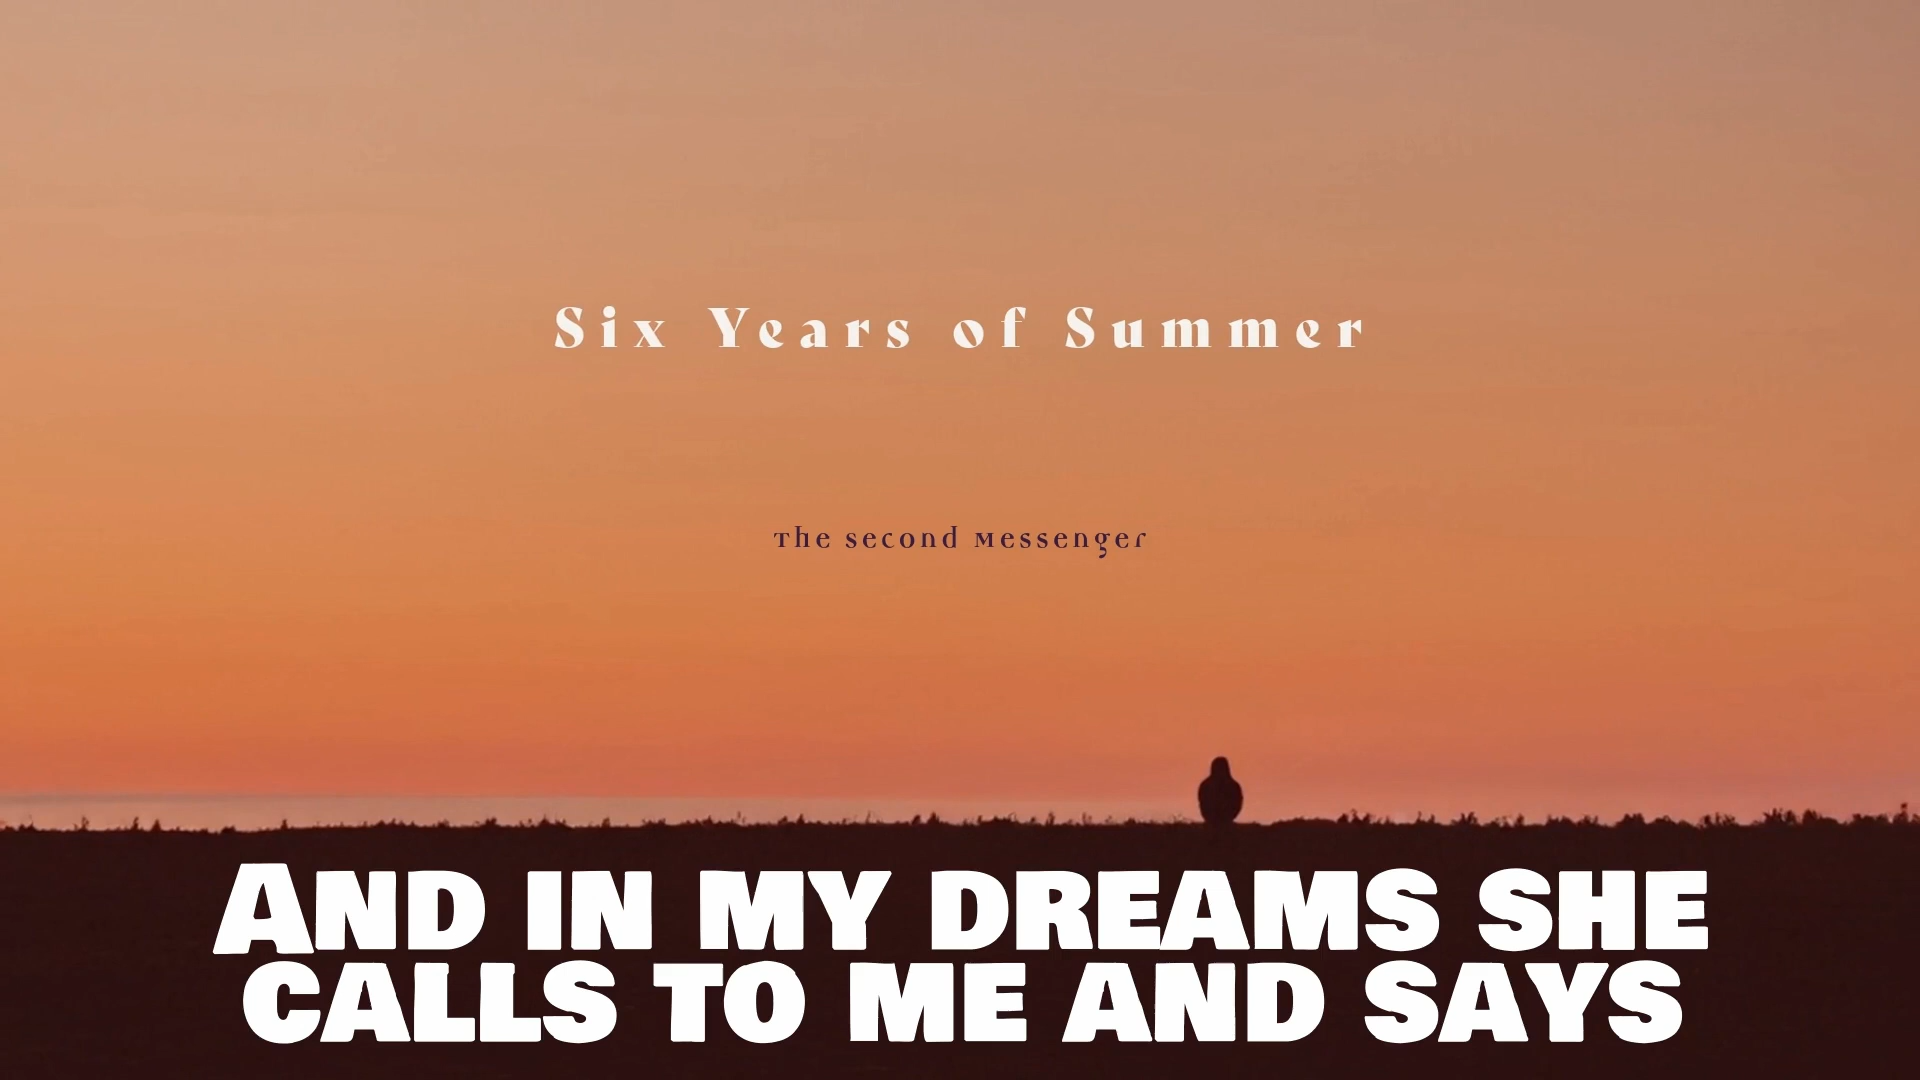 Six Years of Summer
The second Messenger
And in my dreams she
calls to me and says